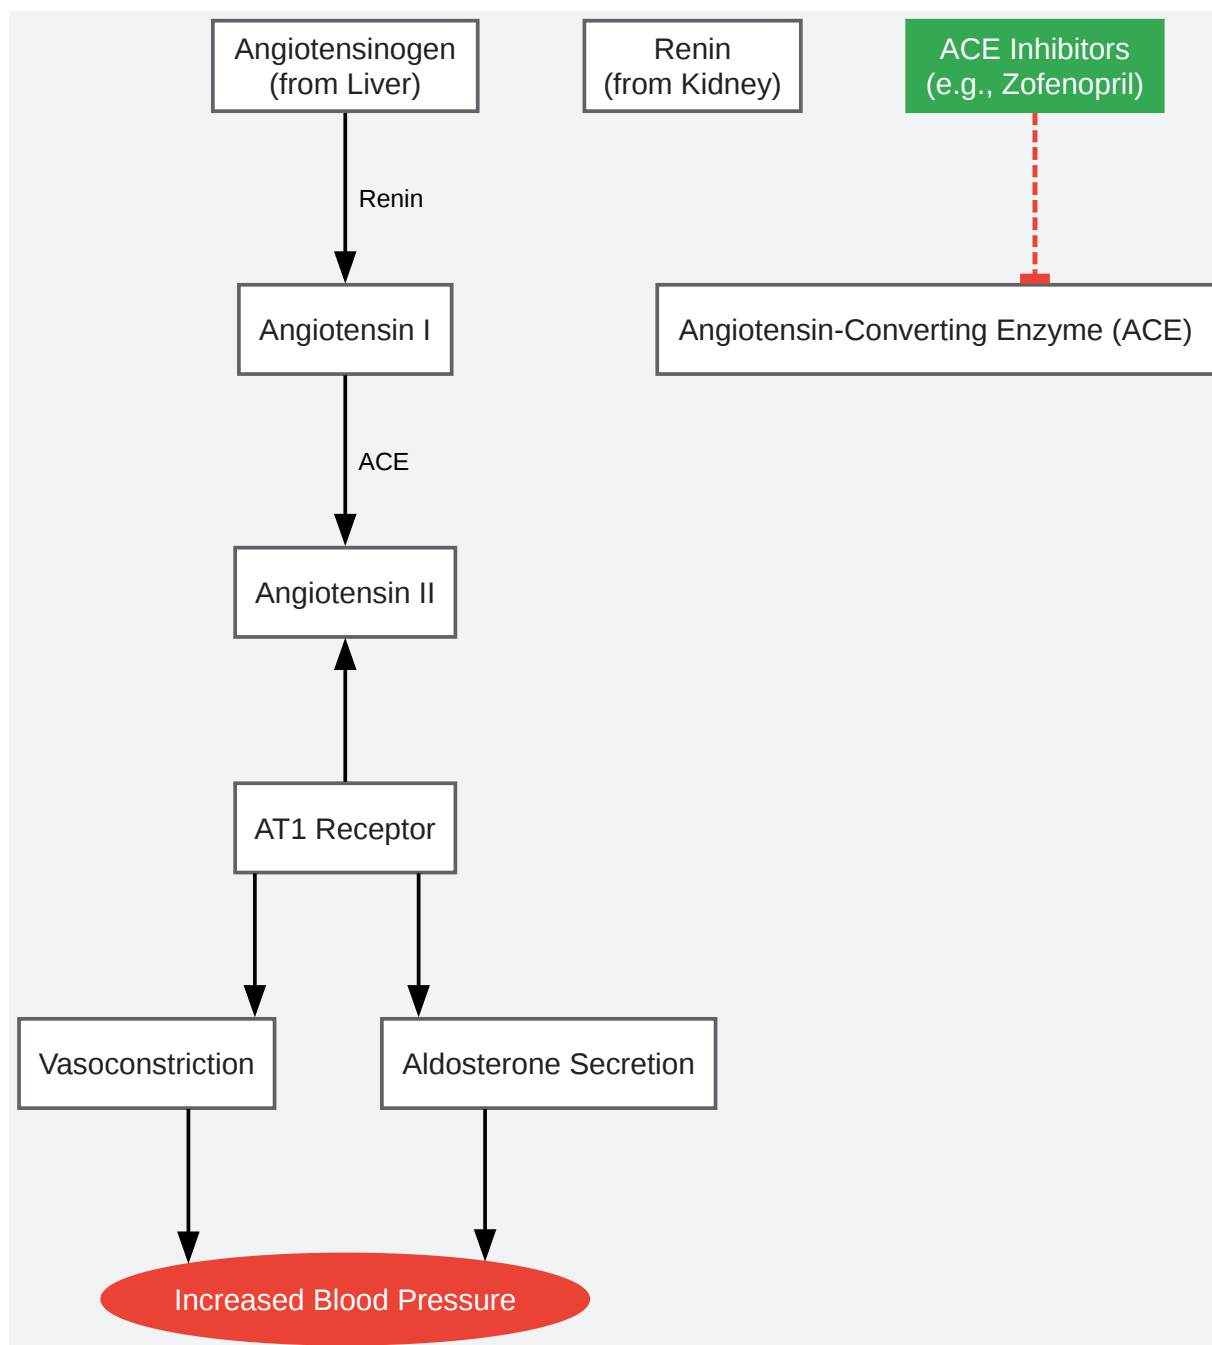 Angiotensinogen
(from Liver)
Renin
(from Kidney)
ACE Inhibitors
(e.g., Zofenopril)
Renin
Angiotensin I
Angiotensin-Converting Enzyme (ACE)
ACE
Angiotensin II
AT1 Receptor
Vasoconstriction
Aldosterone Secretion
Increased Blood Pressure